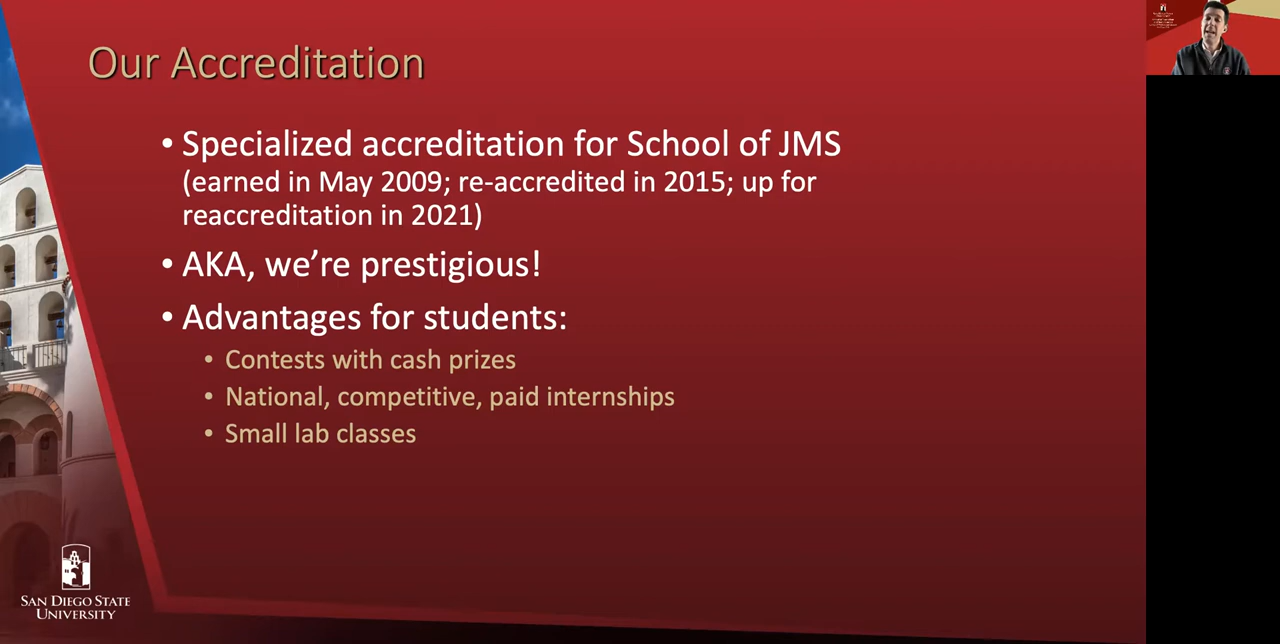 Our Accreditation
• Specialized accreditation for School of JMS
(earned in May 2009; re-accredited in 2015; up for
reaccreditation in 2021)
• AKA, we’re prestigious!
• Advantages for students:
• Contests with cash prizes
• National, competitive, paid internships
• Small lab classes
SAN DIEGO STATE
UNIVERSITY